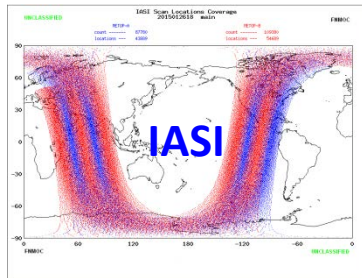 UNCLASSIFIED
IASI Scan Locations Coverage
2015012618 main
FNMOC
METOP-A
METOP-B
count
locations
count
locations
90
60
30
0
-30
-60
-90
IASI
0
60
120
180
-120
-60
0
FNMOC
UNCLASSIFIED